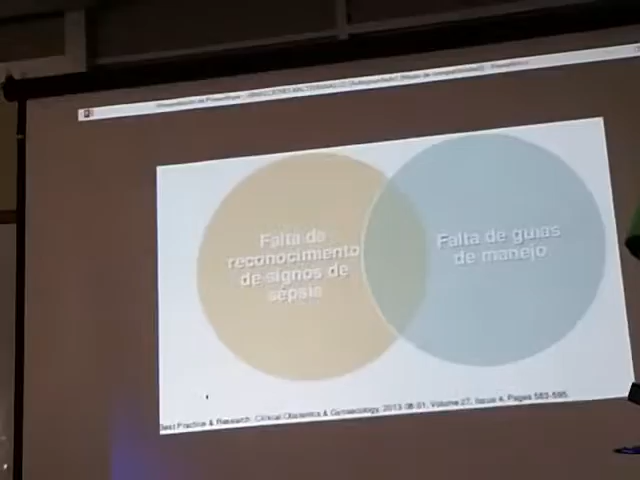 Falta de
reconocimiento
de signos de
sepsis
Falta de guías
de manejo
Best Practice & Research: Clinical Obstetrics & Gynaecology, 2013-08-01, Volume 27, Issue 4, Pages 583-595